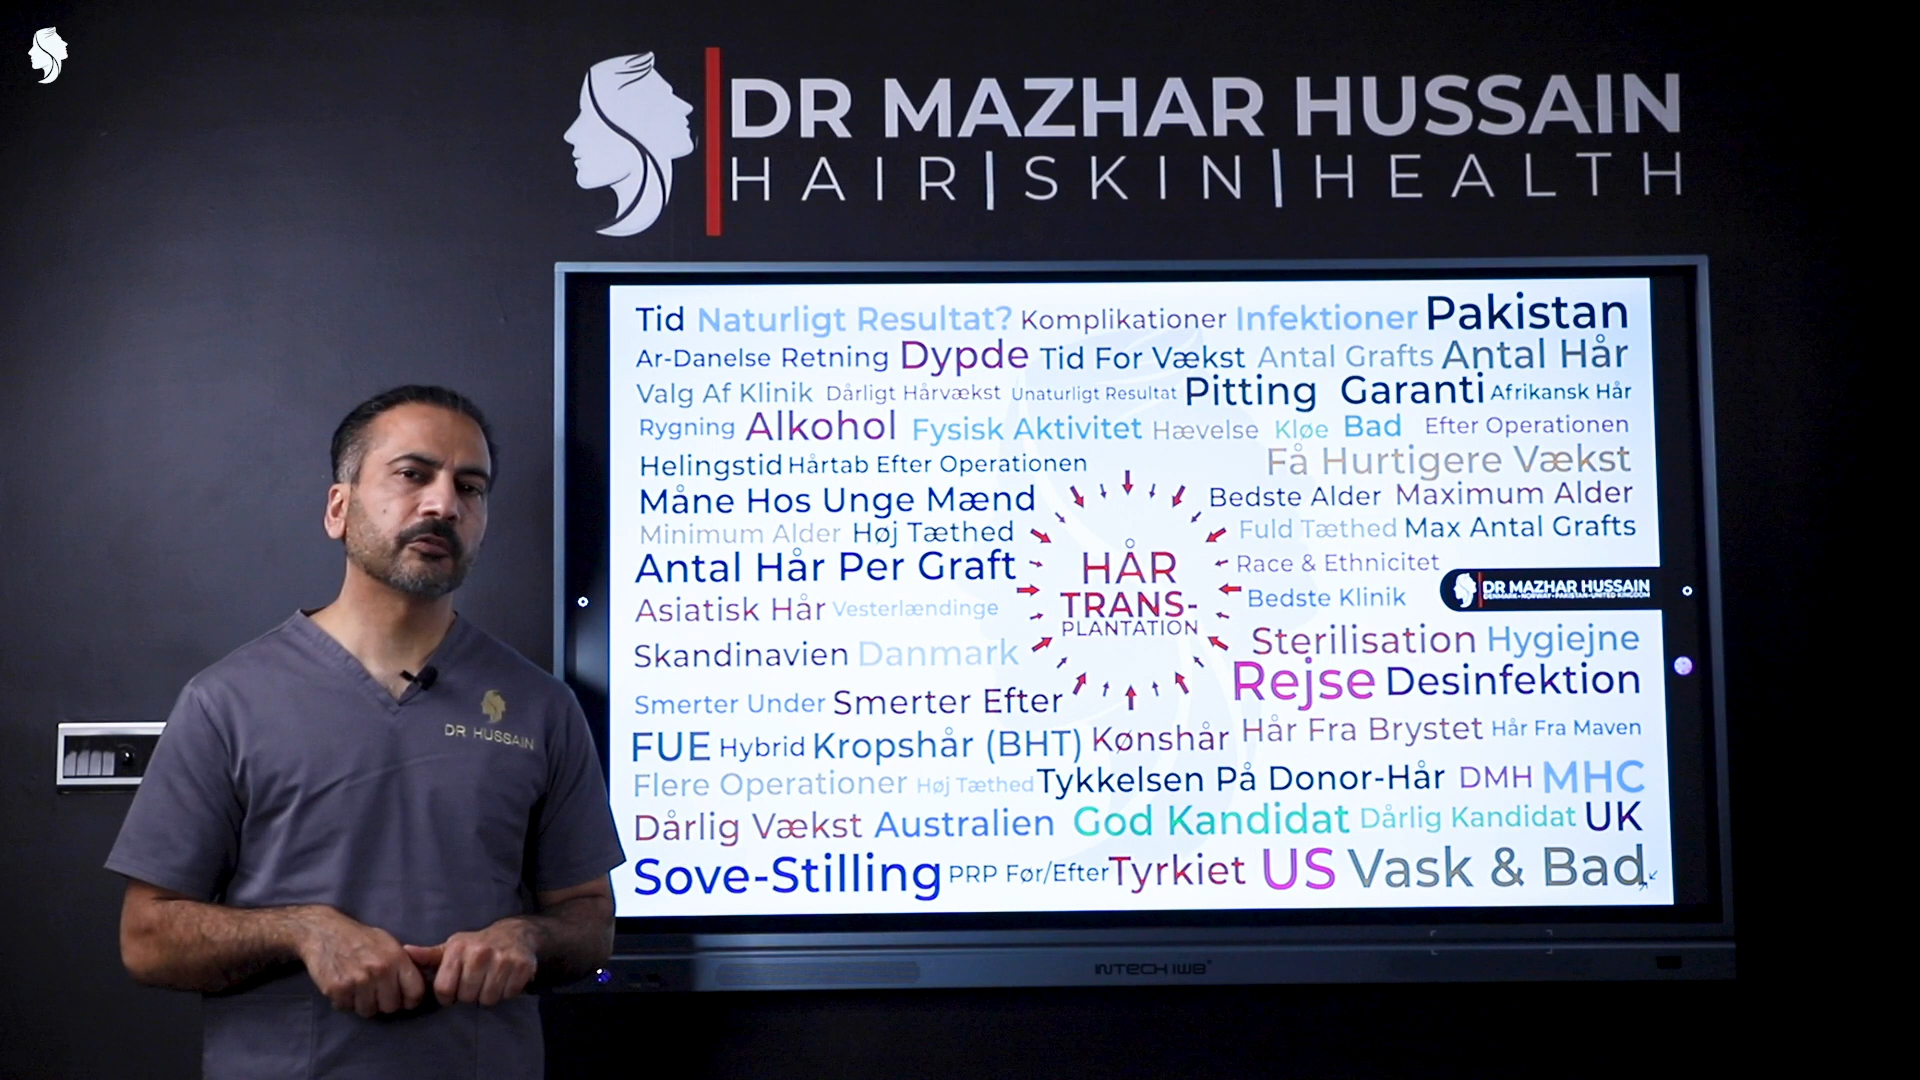 DR MAZHAR HUSSAIN
HAIR|SKIN|HEALTH
Tid Naturligt Resultat? Komplikationer Infektioner Pakistan
Ar-Danelse Retning Dypde Tid For Vækst Antal Grafts Antal Hår
Valg Af Klinik Dårligt Hårvækst Unaturligt Resultat Pitting Garanti Afrikansk Hår
Rygning Alkohol Fysisk Aktivitet Hævelse Kløe Bad Efter Operationen
Helingstid Hårtab Efter Operationen Få Hurtigere Vækst
Måne Hos Unge Mænd Bedste Alder Maximum Alder
Minimum Alder Høj Tæthed Fuld Tæthed Max Antal Grafts
Antal Hår Per Graft Race & Ethnicitet
HÅR
TRANS-
PLANTATION
DR MAZHAR HUSSAIN
DENMARK•NORWAY•PAKISTAN•UNITED KINGDOM
Asiatisk Hår Vesterlændinge Bedste Klinik
Skandinavien Danmark Sterilisation Hygiejne
Smerter Under Smerter Efter Rejse Desinfektion
FUE Hybrid Kropshår (BHT) Kønshår Hår Fra Brystet Hår Fra Maven
Flere Operationer Høj Tæthed Tykkelsen På Donor-Hår DMH MHC
Dårlig Vækst Australien God Kandidat Dårlig Kandidat UK
Sove-Stilling PRP Før/Efter Tyrkiet US Vask & Bad
DR HUSSAIN
INTECH IWB